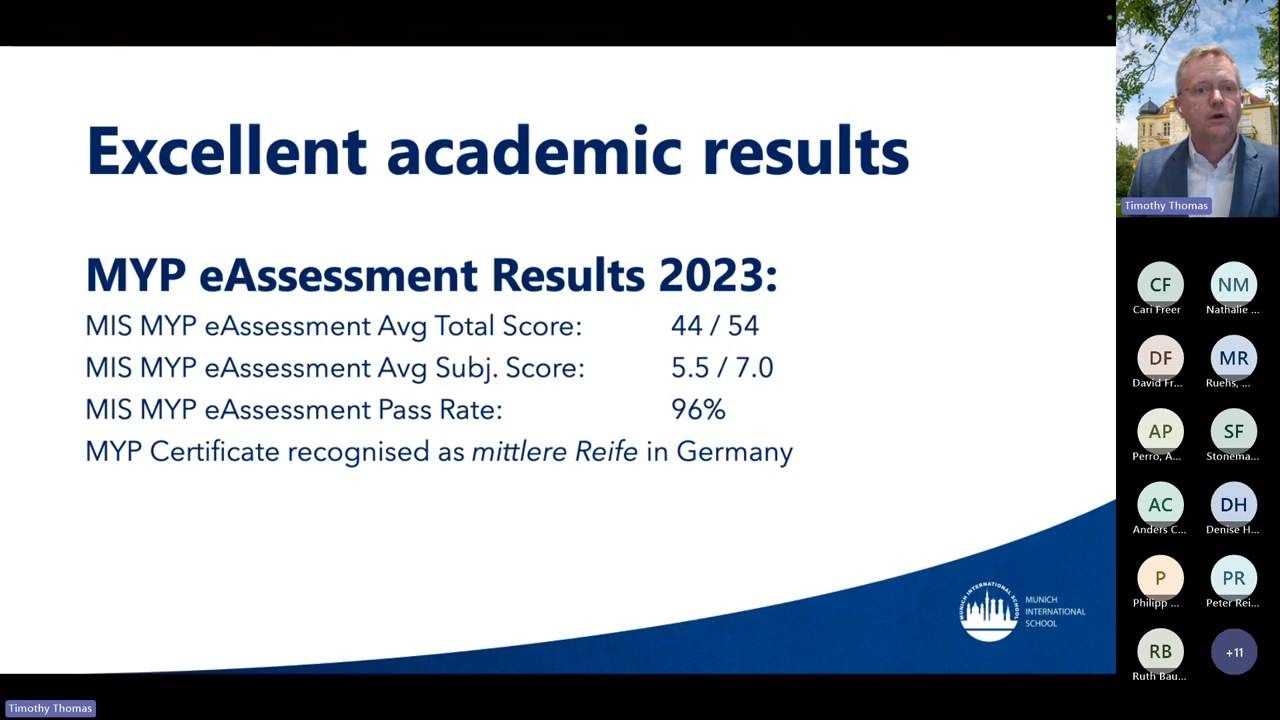 Excellent academic results
MYP eAssessment Results 2023:
MIS MYP eAssessment Avg Total Score: 44 / 54
MIS MYP eAssessment Avg Subj. Score: 5.5 / 7.0
MIS MYP eAssessment Pass Rate: 96%
MYP Certificate recognised as mittlere Reife in Germany
MUNICH INTERNATIONAL SCHOOL
MUNICH
INTERNATIONAL
SCHOOL
Timothy Thomas
CF NM
Cari Freer Nathalie ...
DF MR
David Fr... Ruehs, ...
AP SF
Perro, A... Stonema...
AC DH
Anders C... Denise H...
P PR
Philipp ... Peter Rei...
RB +11
Ruth Bau...
Timothy Thomas